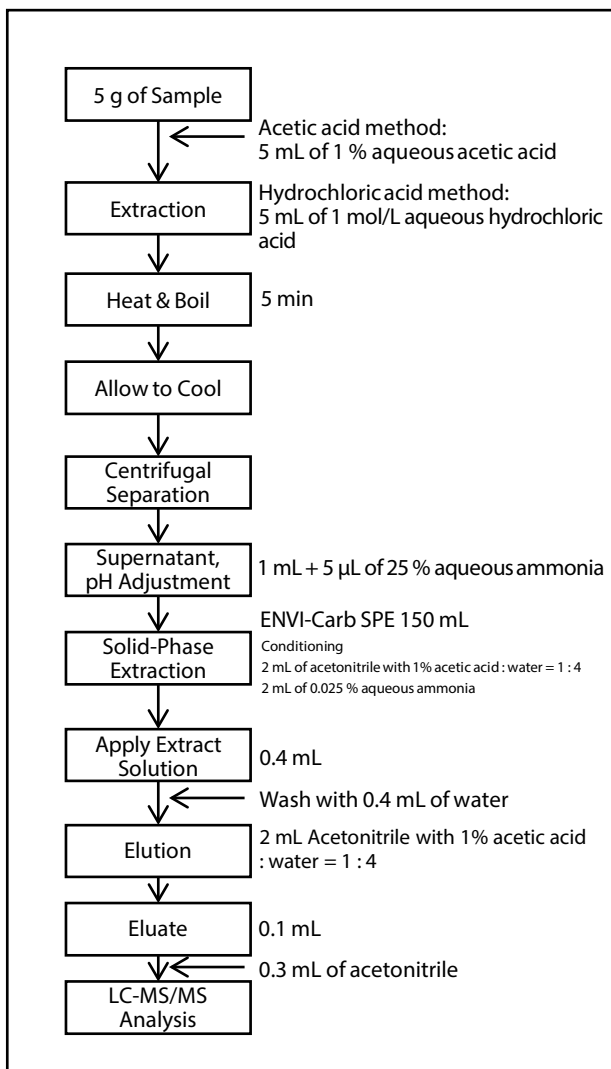 5 g of Sample
Acetic acid method:
5 mL of 1 % aqueous acetic acid
Extraction
Hydrochloric acid method:
5 mL of 1 mol/L aqueous hydrochloric
acid
Heat & Boil
5 min
Allow to Cool
Centrifugal
Separation
Supernatant,
pH Adjustment
1 mL + 5 µL of 25 % aqueous ammonia
ENVI-Carb SPE 150 mL
Solid-Phase
Extraction
Conditioning
2 mL of acetonitrile with 1% acetic acid : water = 1 : 4
2 mL of 0.025 % aqueous ammonia
Apply Extract
Solution
0.4 mL
Wash with 0.4 mL of water
Elution
2 mL Acetonitrile with 1% acetic acid
: water = 1 : 4
Eluate
0.1 mL
0.3 mL of acetonitrile
LC-MS/MS
Analysis